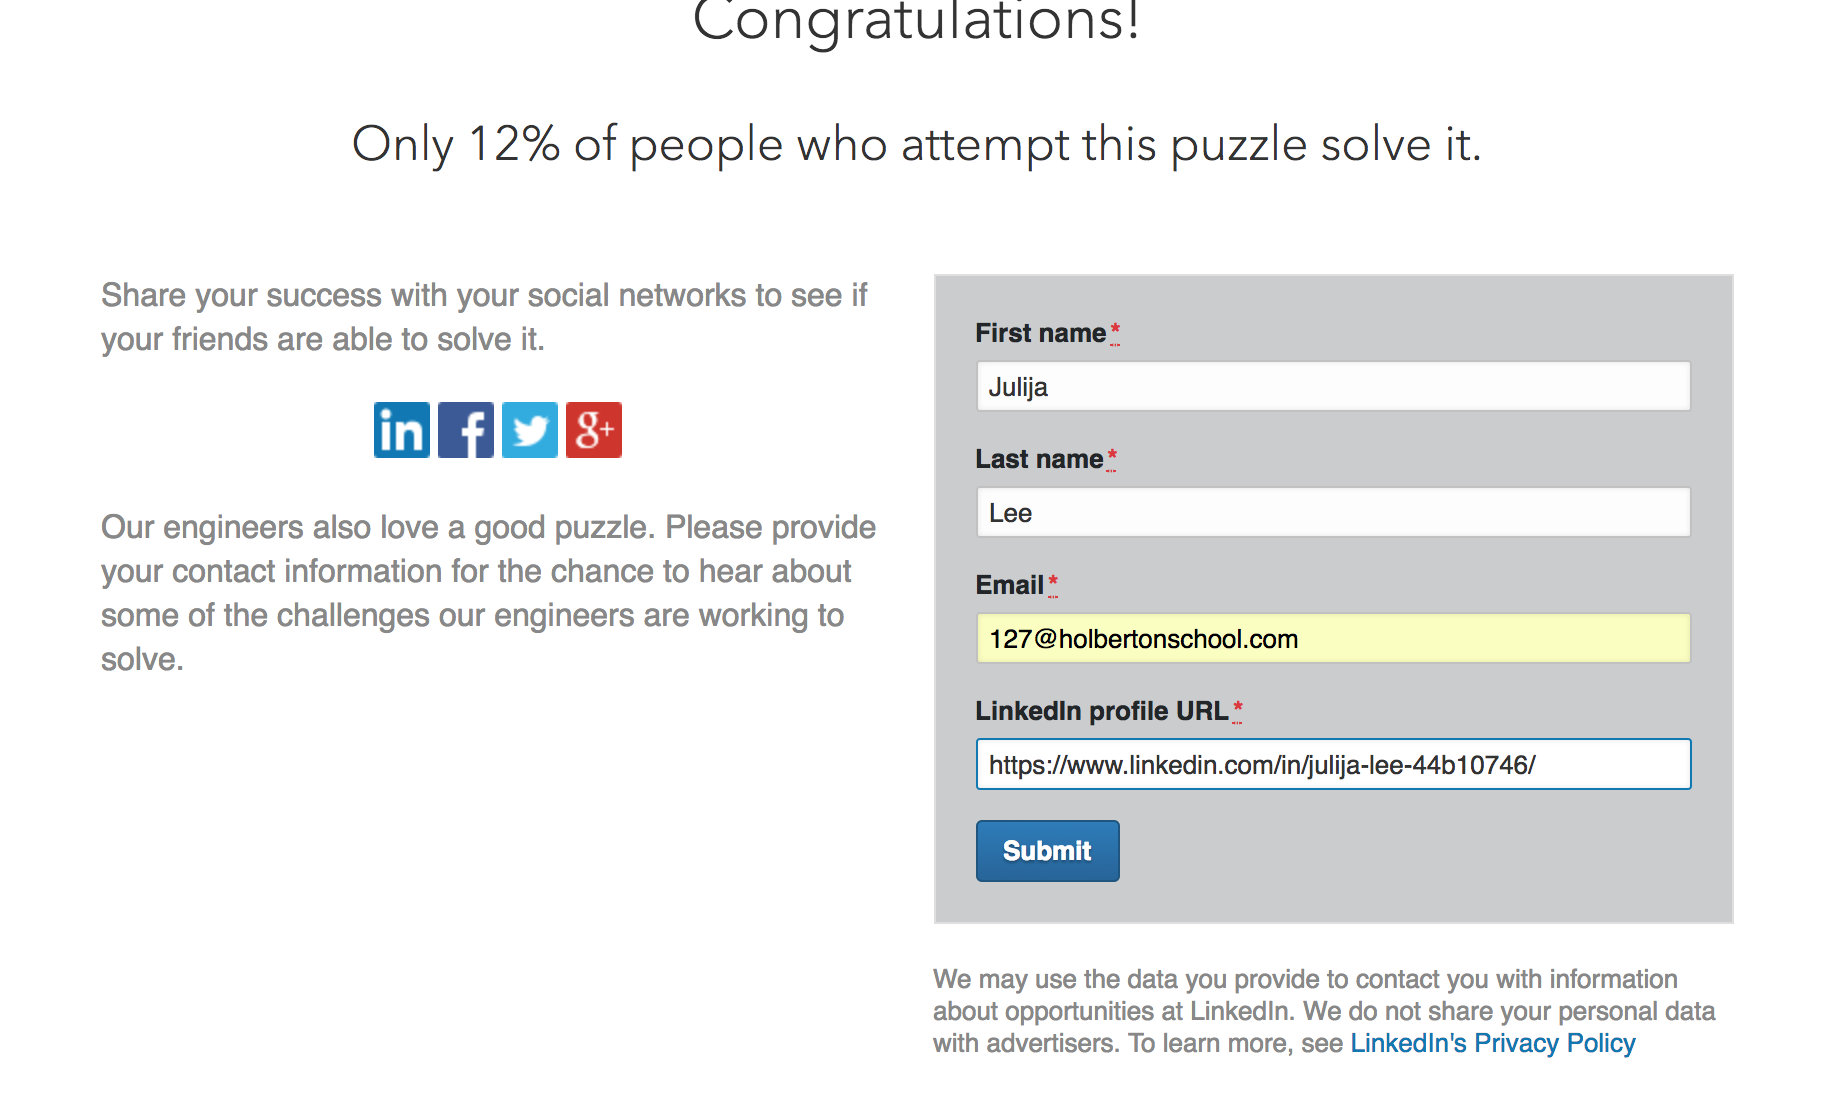 Congratulations!
Only 12% of people who attempt this puzzle solve it.
Share your success with your social networks to see if
your friends are able to solve it.
in f g+
Our engineers also love a good puzzle. Please provide
your contact information for the chance to hear about
some of the challenges our engineers are working to
solve.
First name*
Julija
Last name*
Lee
Email*
127@holbertonschool.com
LinkedIn profile URL*
https://www.linkedin.com/in/julija-lee-44b10746/
Submit
We may use the data you provide to contact you with information
about opportunities at LinkedIn. We do not share your personal data
with advertisers. To learn more, see LinkedIn's Privacy Policy